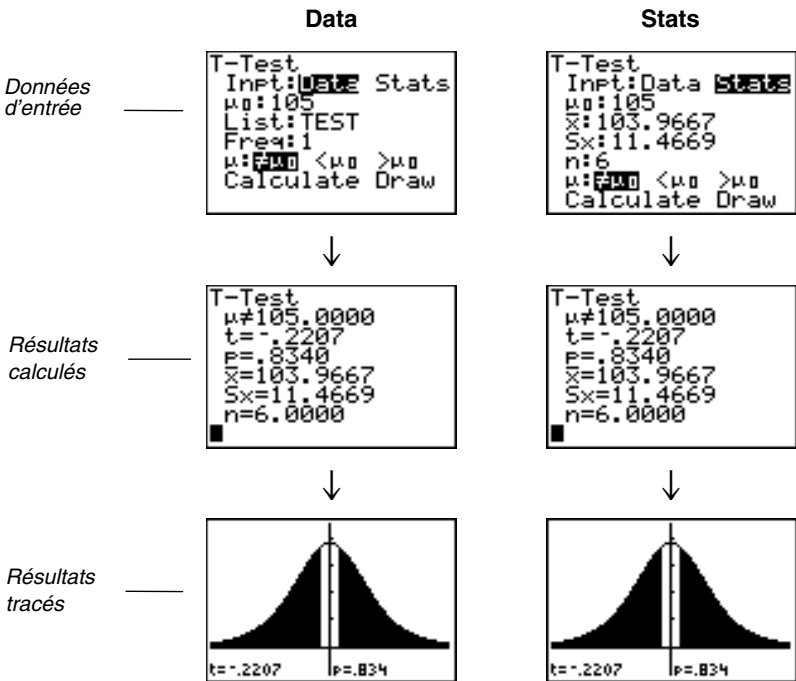 Data
Stats
Données
d'entrée
T-Test
Inpt:Data Stats
μ0:105
List:TEST
Freq:1
μ:≠μ0 <μ0 >μ0
Calculate Draw
T-Test
Inpt:Data Stats
μ0:105
x̄:103.9667
Sx:11.4669
n:6
μ:≠μ0 <μ0 >μ0
Calculate Draw
Résultats
calculés
T-Test
μ≠105.0000
t=-.2207
p=.8340
x̄=103.9667
Sx=11.4669
n=6.0000
T-Test
μ≠105.0000
t=-.2207
p=.8340
x̄=103.9667
Sx=11.4669
n=6.0000
Résultats
tracés
t=-.2207 p=.834
t=-.2207 p=.834